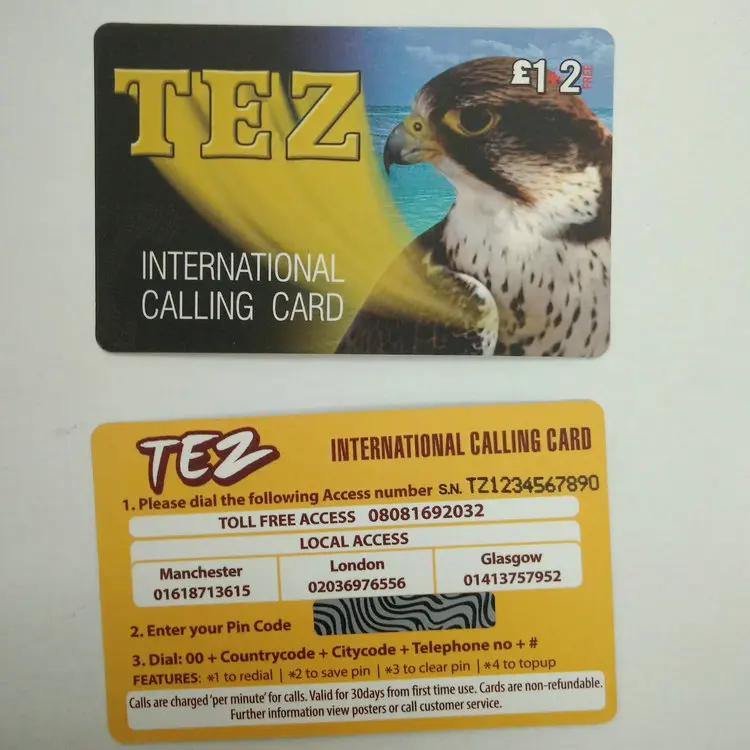 TEZ
£1+2 FREE
INTERNATIONAL
CALLING CARD
TEZ
INTERNATIONAL CALLING CARD
1. Please dial the following Access number S.N. TZ1234567890
TOLL FREE ACCESS 08081692032
LOCAL ACCESS
Manchester London Glasgow
01618713615 02036976556 01413757952
2. Enter your Pin Code
3. Dial: 00 + Countrycode + Citycode + Telephone no + #
FEATURES: *1 to redial | *2 to save pin | *3 to clear pin | *4 to topup
Calls are charged 'per minute' for calls. Valid for 30days from first time use. Cards are non-refundable.
Further information view posters or call customer service.